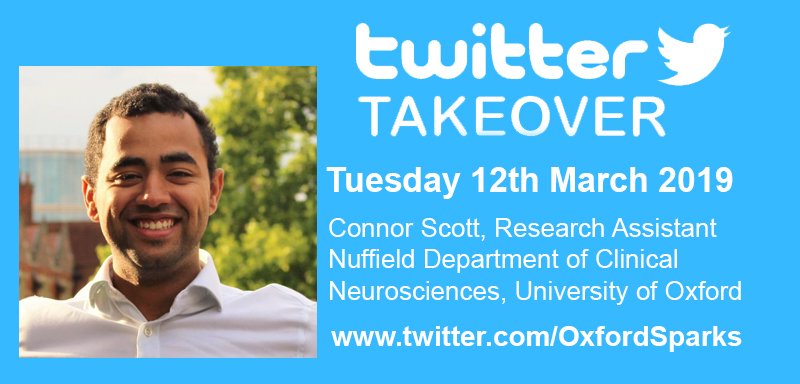 twitter
TAKEOVER
Tuesday 12th March 2019
Connor Scott, Research Assistant
Nuffield Department of Clinical
Neurosciences, University of Oxford
www.twitter.com/OxfordSparks